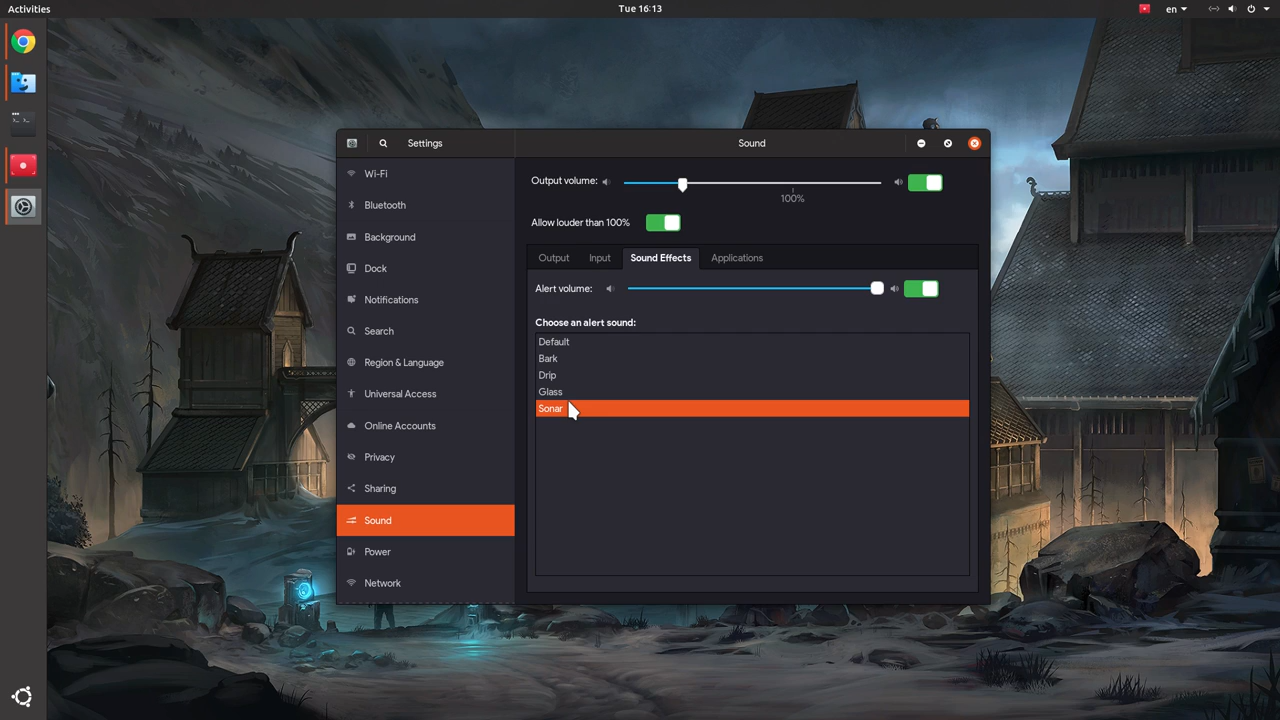 Activities
Tue 16:13
en
Settings
Sound
Wi-Fi
Bluetooth
Background
Dock
Notifications
Search
Region & Language
Universal Access
Online Accounts
Privacy
Sharing
Sound
Power
Network
Output volume:
100%
Allow louder than 100%
Output
Input
Sound Effects
Applications
Alert volume:
Choose an alert sound:
Default
Bark
Drip
Glass
Sonar